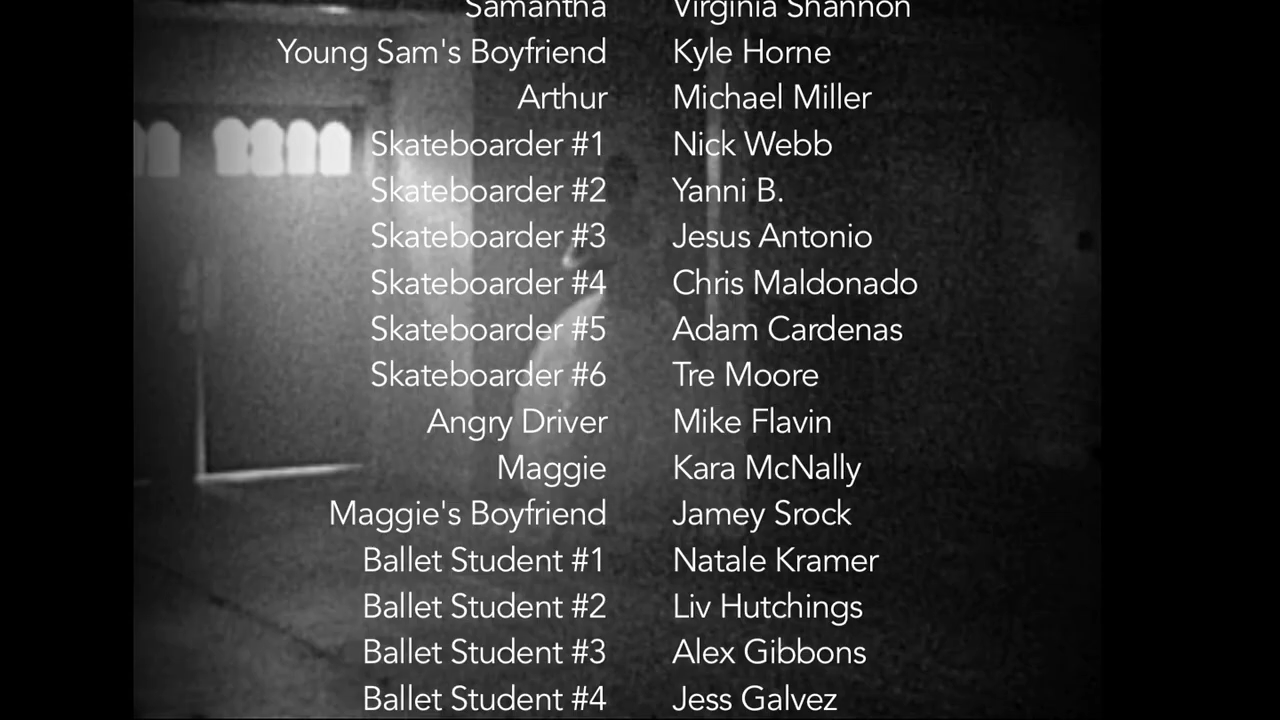 Samantha Virginia Shannon
Young Sam's Boyfriend Kyle Horne
Arthur Michael Miller
Skateboarder #1 Nick Webb
Skateboarder #2 Yanni B.
Skateboarder #3 Jesus Antonio
Skateboarder #4 Chris Maldonado
Skateboarder #5 Adam Cardenas
Skateboarder #6 Tre Moore
Angry Driver Mike Flavin
Maggie Kara McNally
Maggie's Boyfriend Jamey Srock
Ballet Student #1 Natale Kramer
Ballet Student #2 Liv Hutchings
Ballet Student #3 Alex Gibbons
Ballet Student #4 Jess Galvez